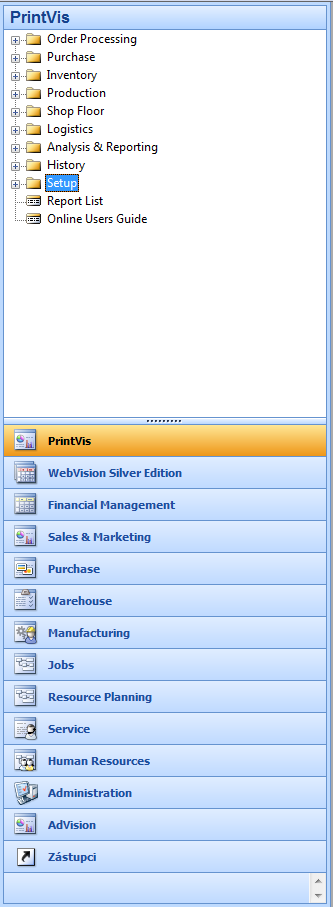 PrintVis
Order Processing
Purchase
Inventory
Production
Shop Floor
Logistics
Analysis & Reporting
History
Setup
Report List
Online Users Guide
PrintVis
WebVision Silver Edition
Financial Management
Sales & Marketing
Purchase
Warehouse
Manufacturing
Jobs
Resource Planning
Service
Human Resources
Administration
AdVision
Zástupci